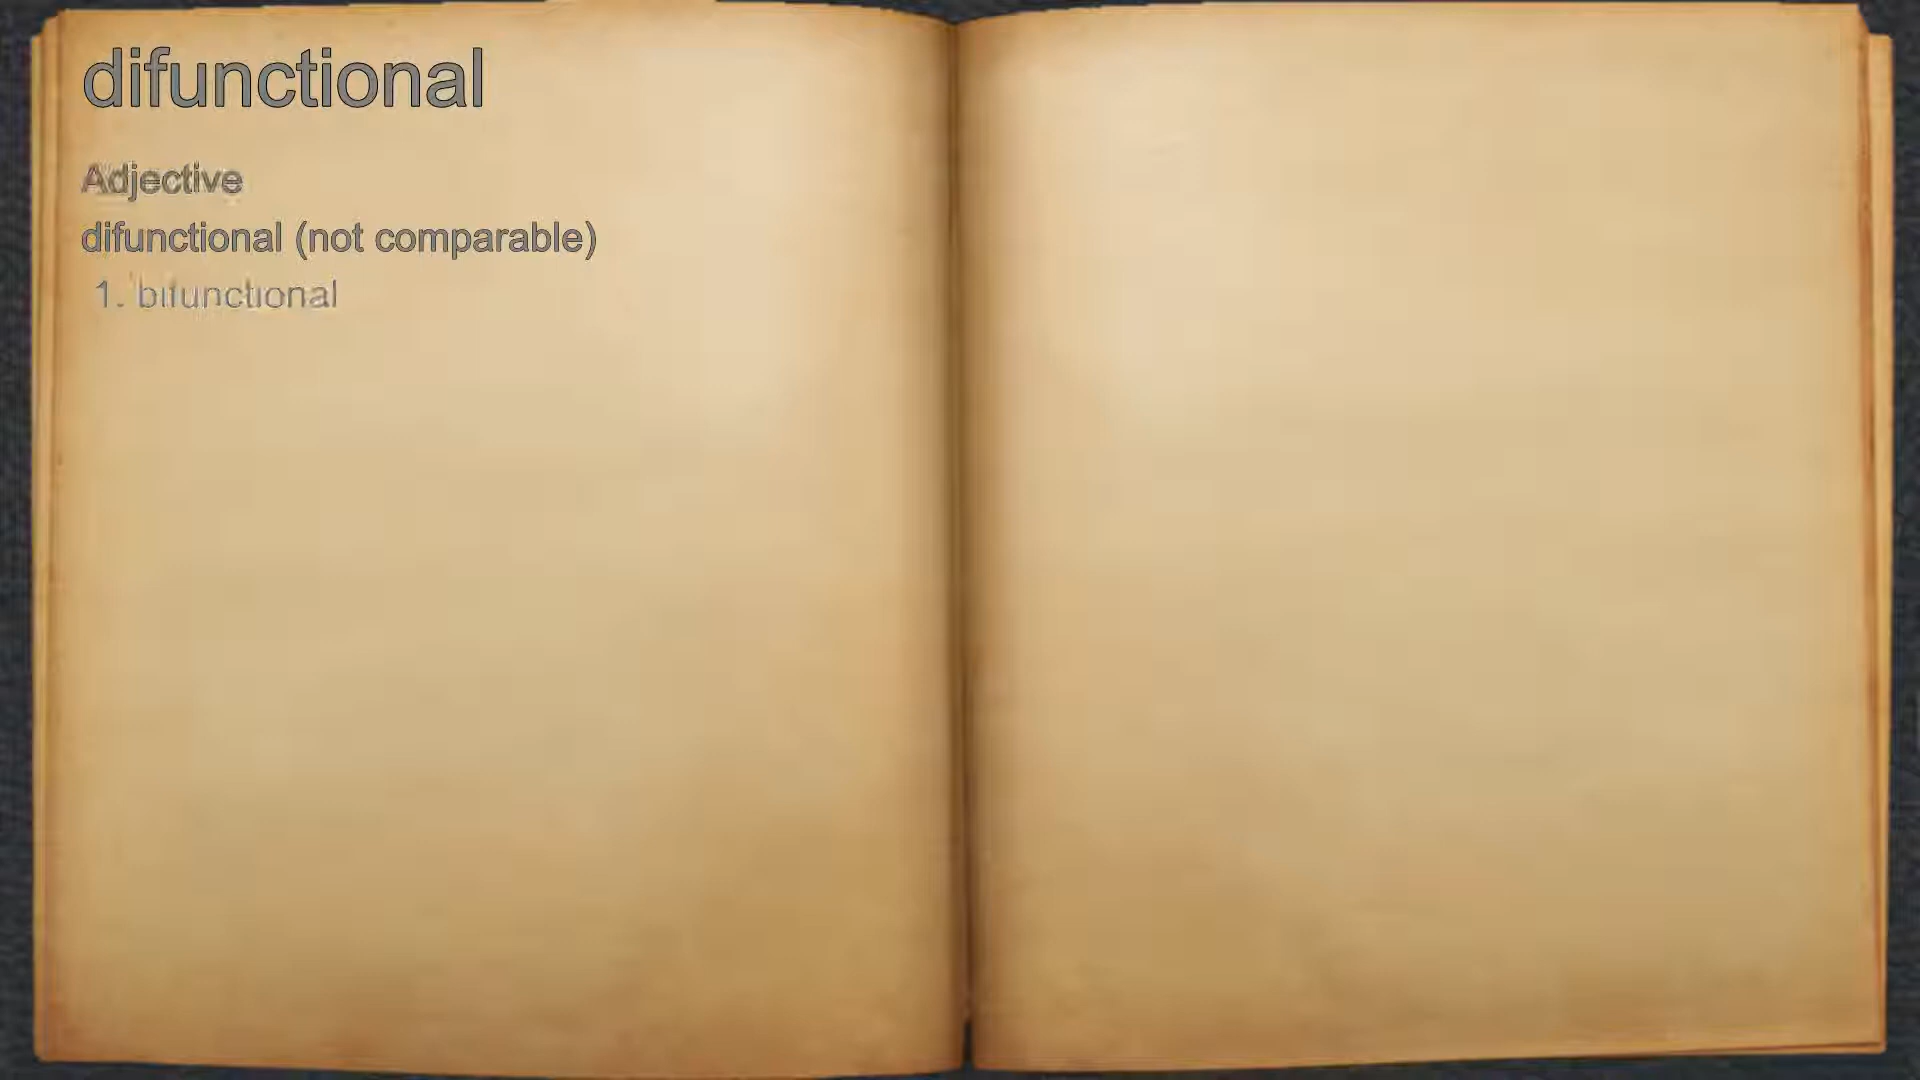 difunctional
Adjective
difunctional (not comparable)
1. bifunctional